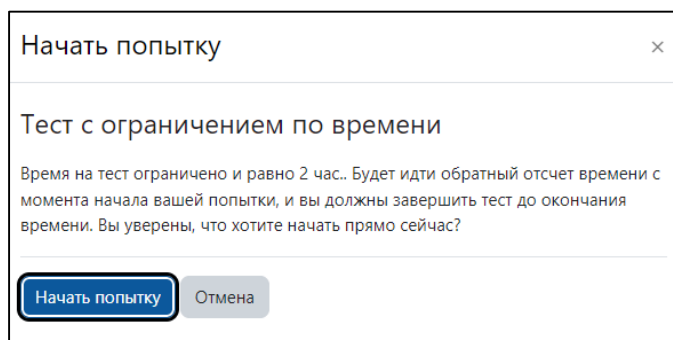 Начать попытку ×
Тест с ограничением по времени
Время на тест ограничено и равно 2 час.. Будет идти обратный отсчет времени с
момента начала вашей попытки, и вы должны завершить тест до окончания
времени. Вы уверены, что хотите начать прямо сейчас?
Начать попытку Отмена